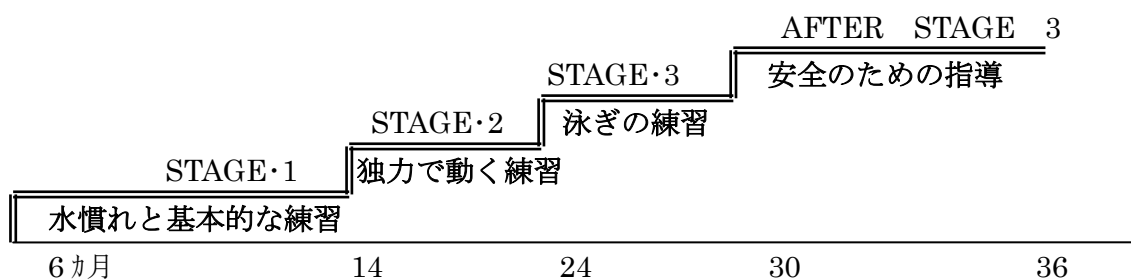 AFTER STAGE 3
STAGE・3
安全のための指導
STAGE・2
泳ぎの練習
STAGE・1
独力で動く練習
水慣れと基本的な練習
6ヵ月 14 24 30 36